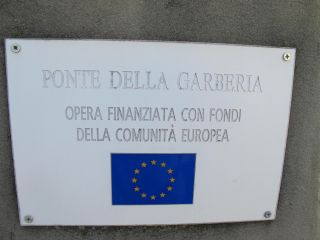 PONTE DELLA GARBERIA
OPERA FINANZIATA CON FONDI
DELLA COMUNITÀ EUROPEA